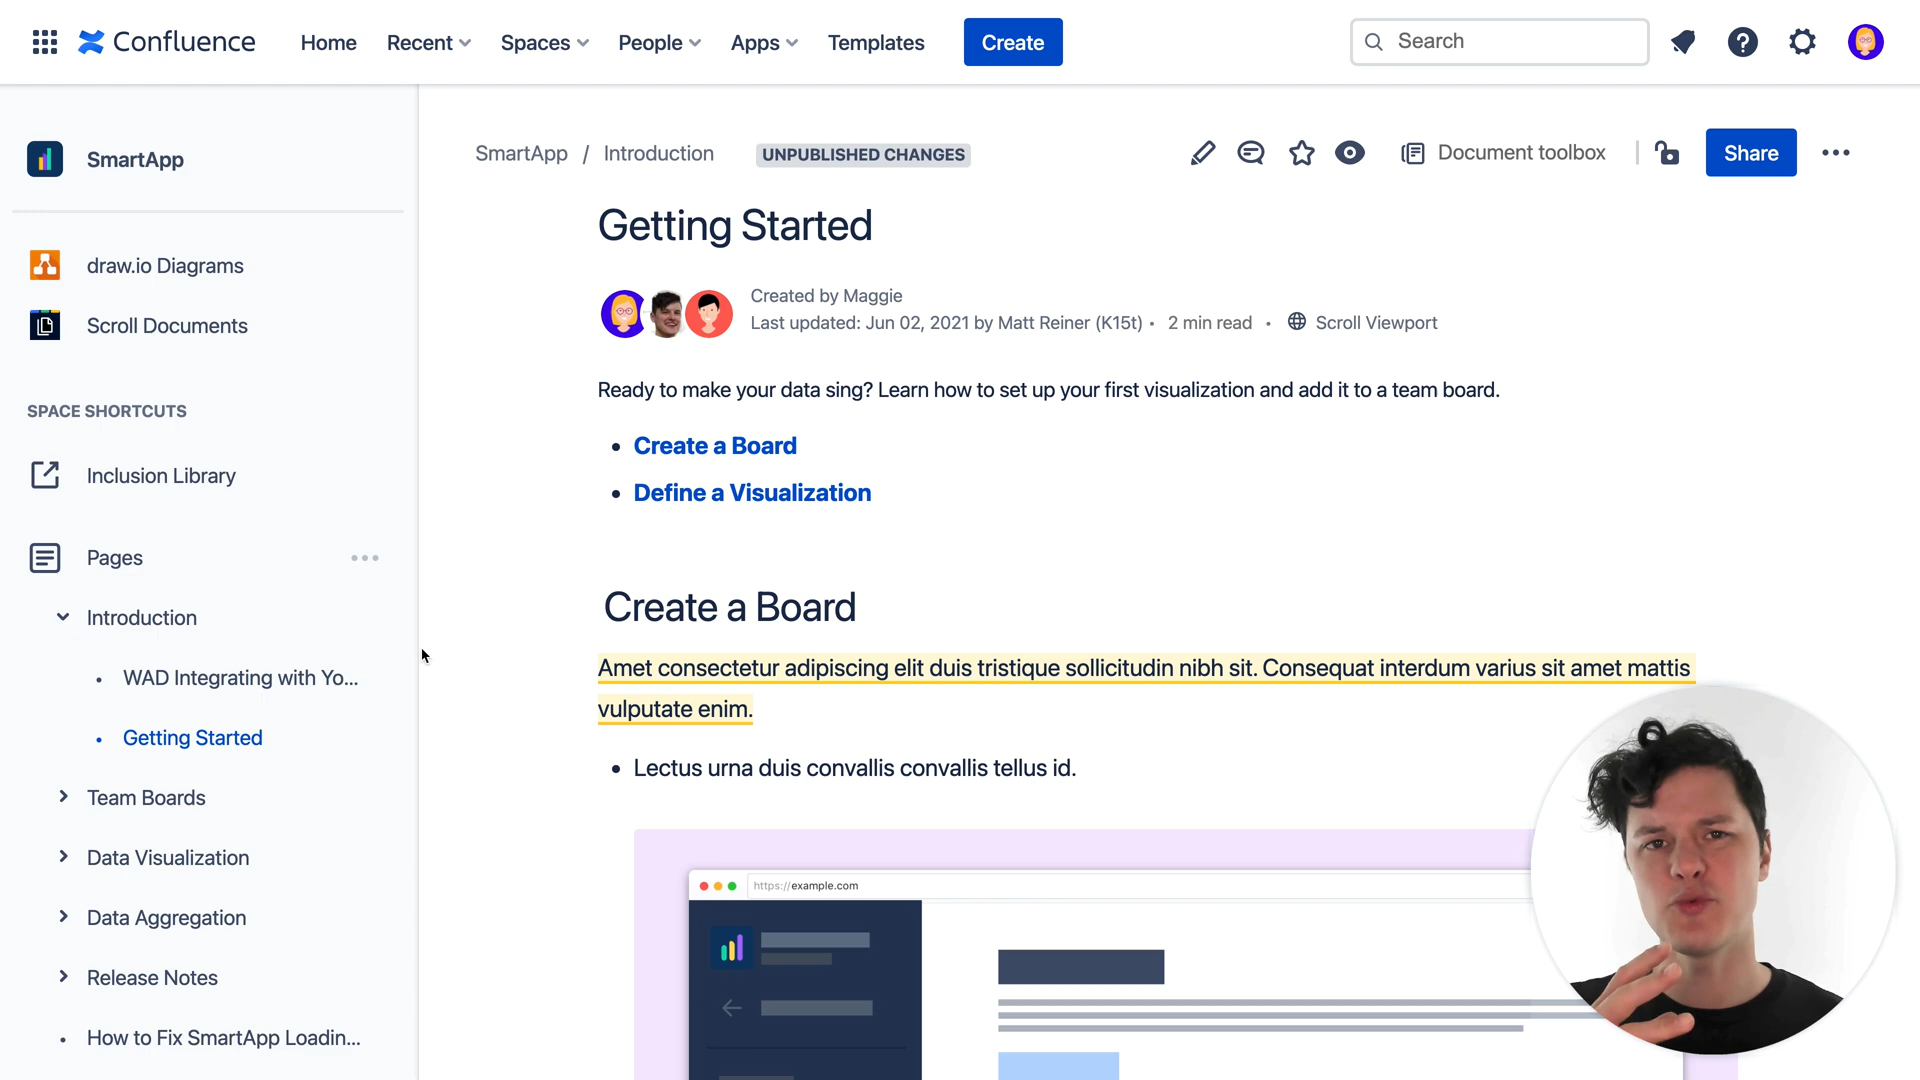 Confluence
Home
Recent
Spaces
People
Apps
Templates
Create
Search
SmartApp
draw.io Diagrams
Scroll Documents
SPACE SHORTCUTS
Inclusion Library
Pages
Introduction
WAD Integrating with Yo...
Getting Started
Team Boards
Data Visualization
Data Aggregation
Release Notes
How to Fix SmartApp Loadin...
SmartApp / Introduction
UNPUBLISHED CHANGES
Document toolbox
Share
Getting Started
Created by Maggie
Last updated: Jun 02, 2021 by Matt Reiner (K15t) • 2 min read • Scroll Viewport
Ready to make your data sing? Learn how to set up your first visualization and add it to a team board.
• Create a Board
• Define a Visualization
Create a Board
Amet consectetur adipiscing elit duis tristique sollicitudin nibh sit. Consequat interdum varius sit amet mattis
vulputate enim.
• Lectus urna duis convallis convallis tellus id.
https://example.com